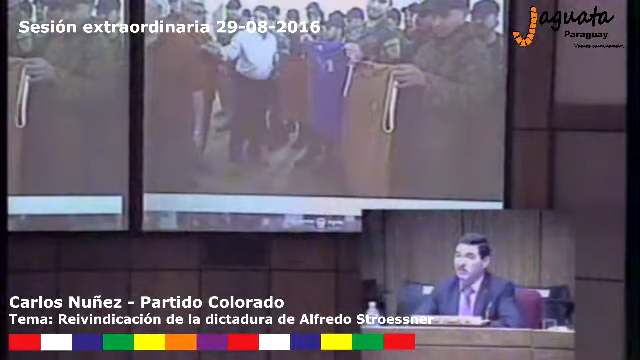 Sesión extraordinaria 29-08-2016
Jaguata
Paraguay
Carlos Nuñez - Partido Colorado
Tema: Reivindicación de la dictadura de Alfredo Stroessner